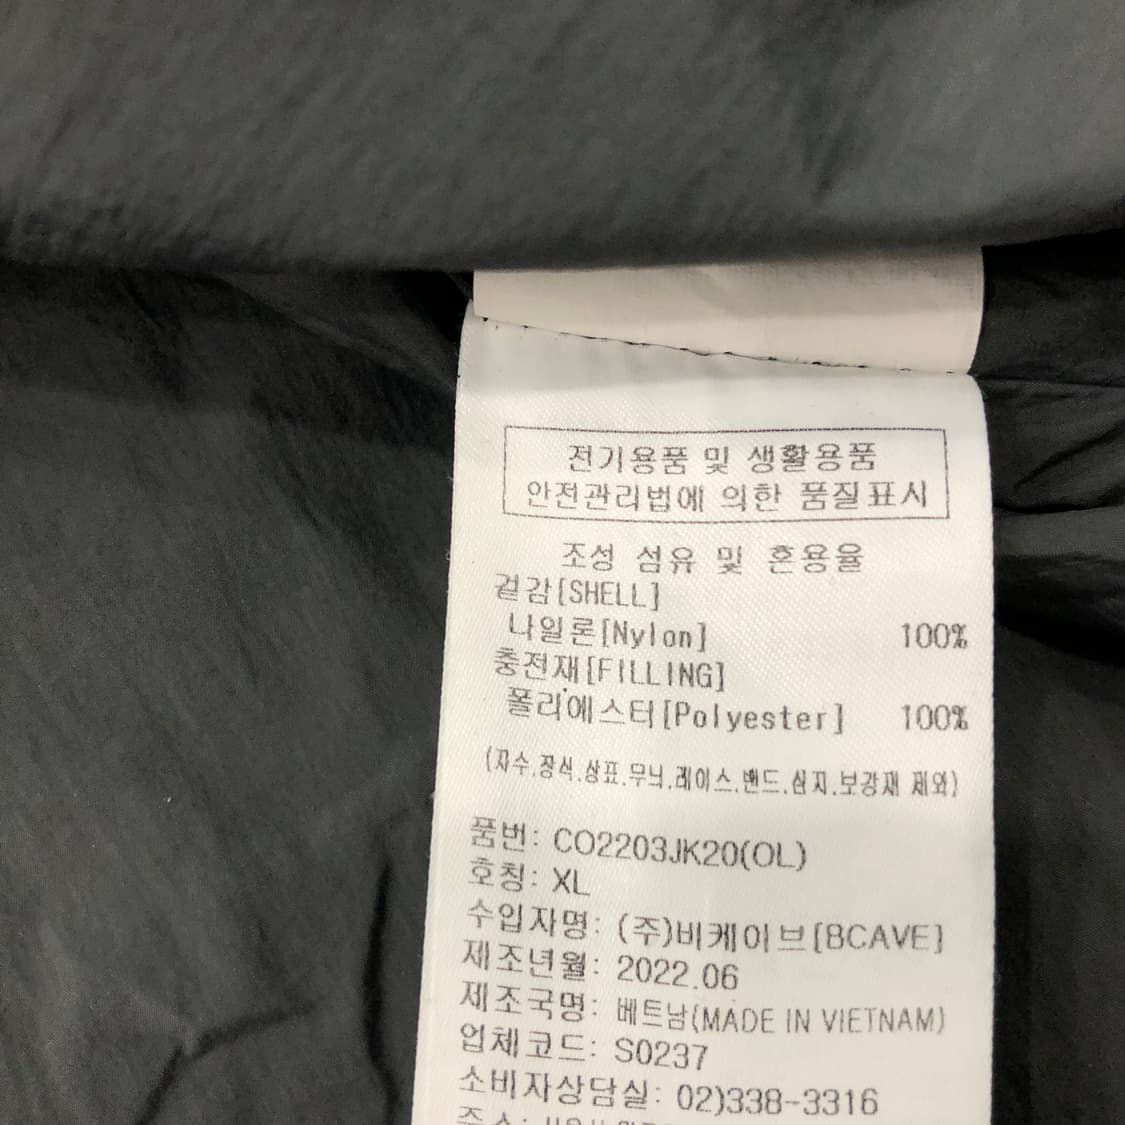 전기용품 및 생활용품
안전관리법에 의한 품질표시
조성 섬유 및 혼용율
겉감[SHELL]
나일론[Nylon] 100%
충전재[FILLING]
폴리에스터[Polyester] 100%
(자수.장식.상표.무늬.레이스.밴드.심지.보강재 제외)
품번: CO2203JK20(OL)
호칭: XL
수입자명: (주)비케이브[BCAVE]
제조년월: 2022.06
제조국명: 베트남(MADE IN VIETNAM)
업체코드: S0237
소비자상담실: 02)338-3316